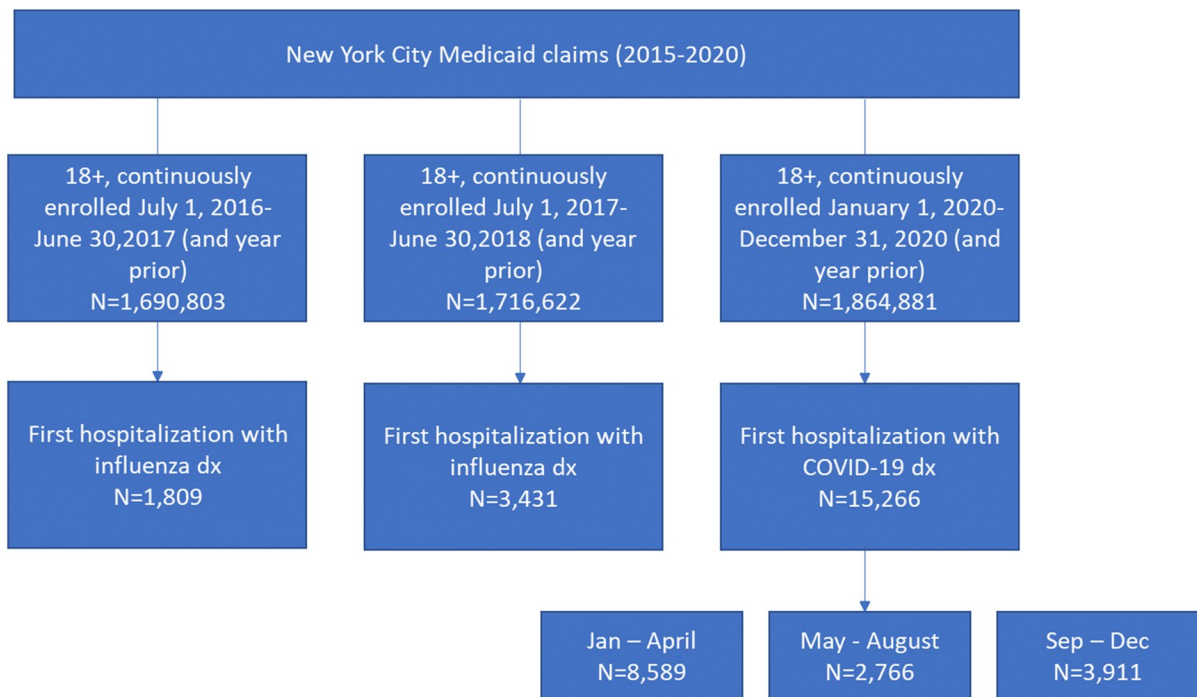 New York City Medicaid claims (2015-2020)
18+, continuously
enrolled July 1, 2016-
June 30,2017 (and year
prior)
N=1,690,803
18+, continuously
enrolled July 1, 2017-
June 30,2018 (and year
prior)
N=1,716,622
18+, continuously
enrolled January 1, 2020-
December 31, 2020 (and
year prior)
N=1,864,881
First hospitalization with
influenza dx
N=1,809
First hospitalization with
influenza dx
N=3,431
First hospitalization with
COVID-19 dx
N=15,266
Jan – April
N=8,589
May - August
N=2,766
Sep – Dec
N=3,911